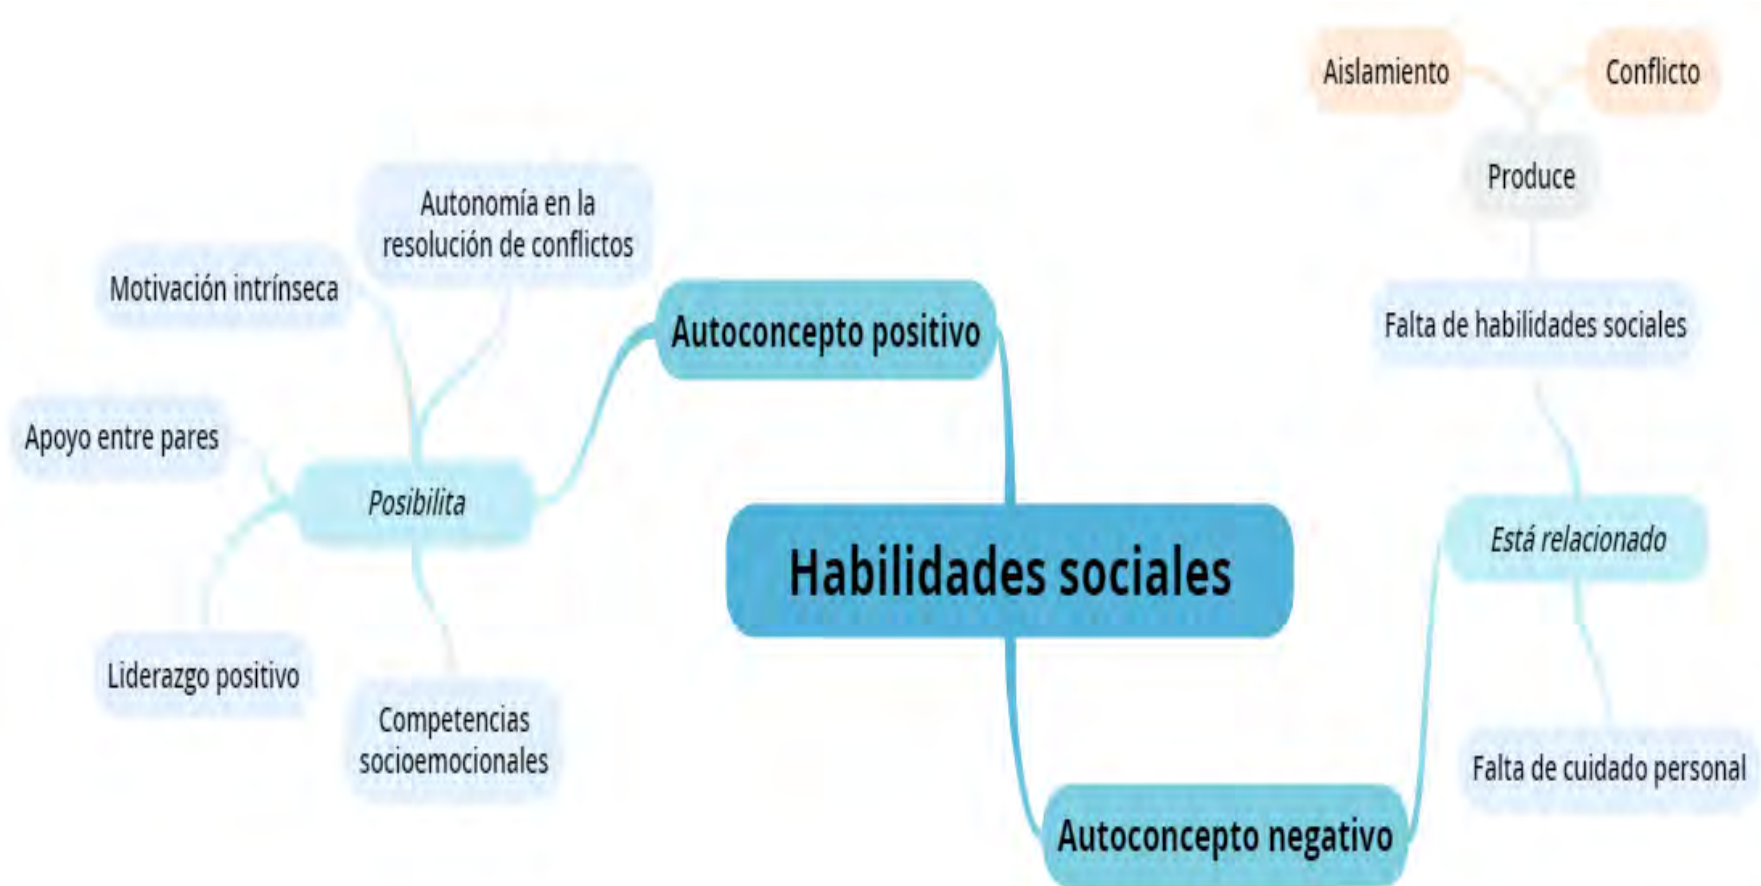 Aislamiento
Conflicto
Produce
Autonomía en la
resolución de conflictos
Motivación intrínseca
Autoconcepto positivo
Falta de habilidades sociales
Apoyo entre pares
Posibilita
Está relacionado
Habilidades sociales
Liderazgo positivo
Competencias
socioemocionales
Falta de cuidado personal
Autoconcepto negativo